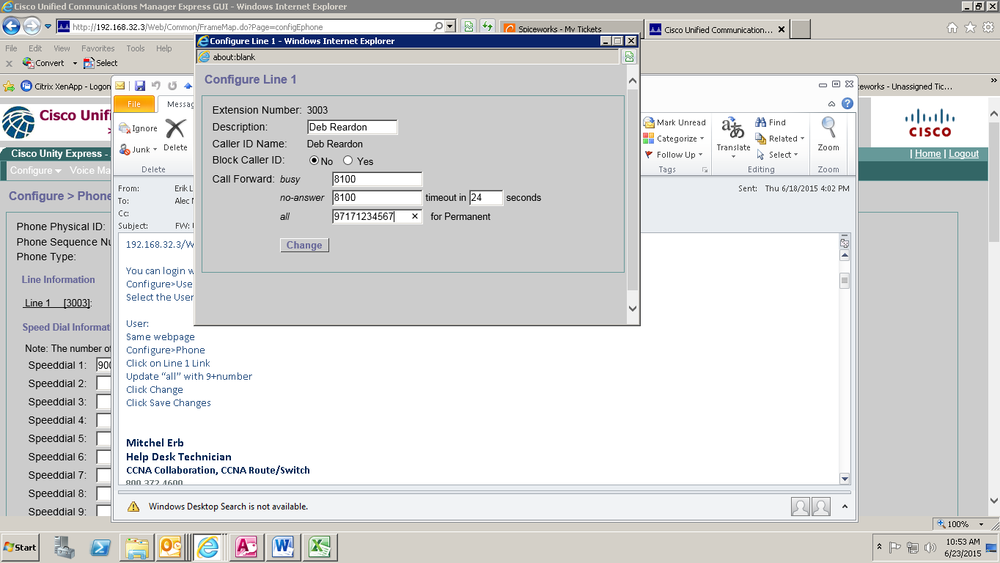 Cisco Unified Communications Manager Express GUI - Windows Internet Explorer
http://192.168.32.3/Web/Common/FrameMap.do?Page=configEphone
Spiceworks - My Tickets
Cisco Unified Communication...
File Edit View Favorites Tools Help
Convert Select
Citrix XenApp - Logon
eworks - Unassigned Tic...
Cisco Unifi
CISCO
Cisco Unity Express -
Home | Logout
Configure Voice Ma
Configure > Phone
Phone Physical ID:
Phone Sequence Nu
Phone Type:
Line Information
Line 1 [3003]:
Speed Dial Informati
Note: The number of
Speeddial 1: 900
Speeddial 2:
Speeddial 3:
Speeddial 4:
Speeddial 5:
Speeddial 6:
Speeddial 7:
Speeddial 8:
Speeddial 9:
Configure Line 1 - Windows Internet Explorer
about:blank
Configure Line 1
Extension Number: 3003
Description: Deb Reardon
Caller ID Name: Deb Reardon
Block Caller ID: No Yes
Call Forward: busy 8100
no-answer 8100 timeout in 24 seconds
all 97171234567 for Permanent
Change
File Messag
Ignore
Junk
Delete
Delete
Mark Unread
Categorize
Follow Up
Tags
Translate
Find
Related
Select
Editing
Zoom
Zoom
From: Erik L
To: Alec
Cc:
Subject: FW: U
Sent: Thu 6/18/2015 4:02 PM
192.168.32.3/W
You can login w
Configure>Use
Select the User
User:
Same webpage
Configure>Phone
Click on Line 1 Link
Update “all” with 9+number
Click Change
Click Save Changes
Mitchel Erb
Help Desk Technician
CCNA Collaboration, CCNA Route/Switch
800.372.4600
Windows Desktop Search is not available.
100%
Start
10:53 AM
6/23/2015